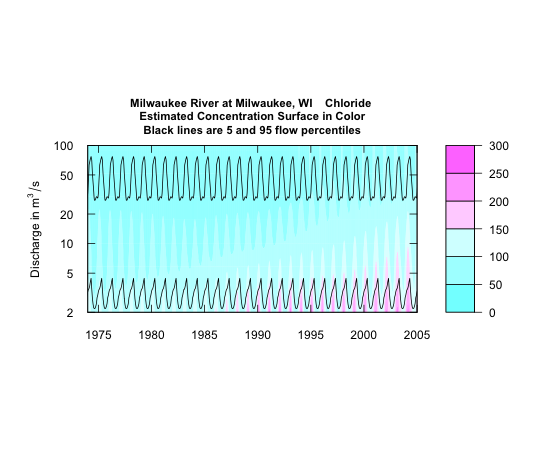 Milwaukee River at Milwaukee, WI    Chloride
Estimated Concentration Surface in Color
Black lines are 5 and 95 flow percentiles
Discharge in m³/s
100
50
20
10
5
2
1975 1980 1985 1990 1995 2000 2005
300
250
200
150
100
50
0